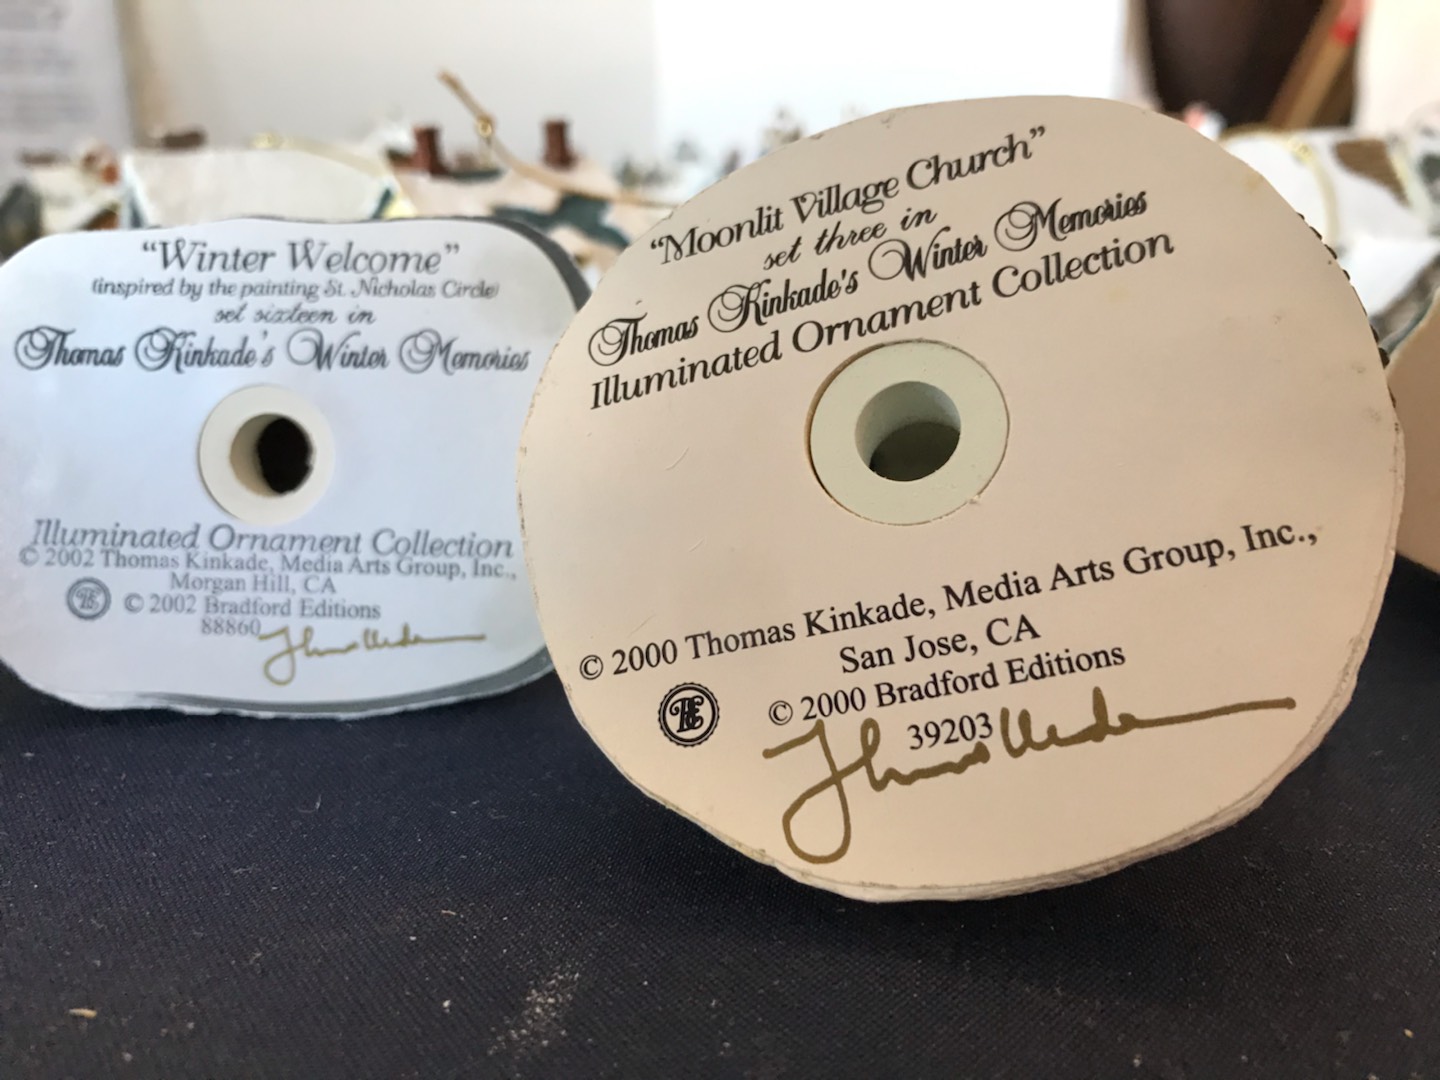 “Winter Welcome”
(inspired by the painting St. Nicholas Circle)
set sixteen in
Thomas Kinkade's Winter Memories
Illuminated Ornament Collection
© 2002 Thomas Kinkade, Media Arts Group, Inc.,
Morgan Hill, CA
© 2002 Bradford Editions
88860
“Moonlit Village Church”
set three in
Thomas Kinkade's Winter Memories
Illuminated Ornament Collection
© 2000 Thomas Kinkade, Media Arts Group, Inc.,
San Jose, CA
© 2000 Bradford Editions
39203